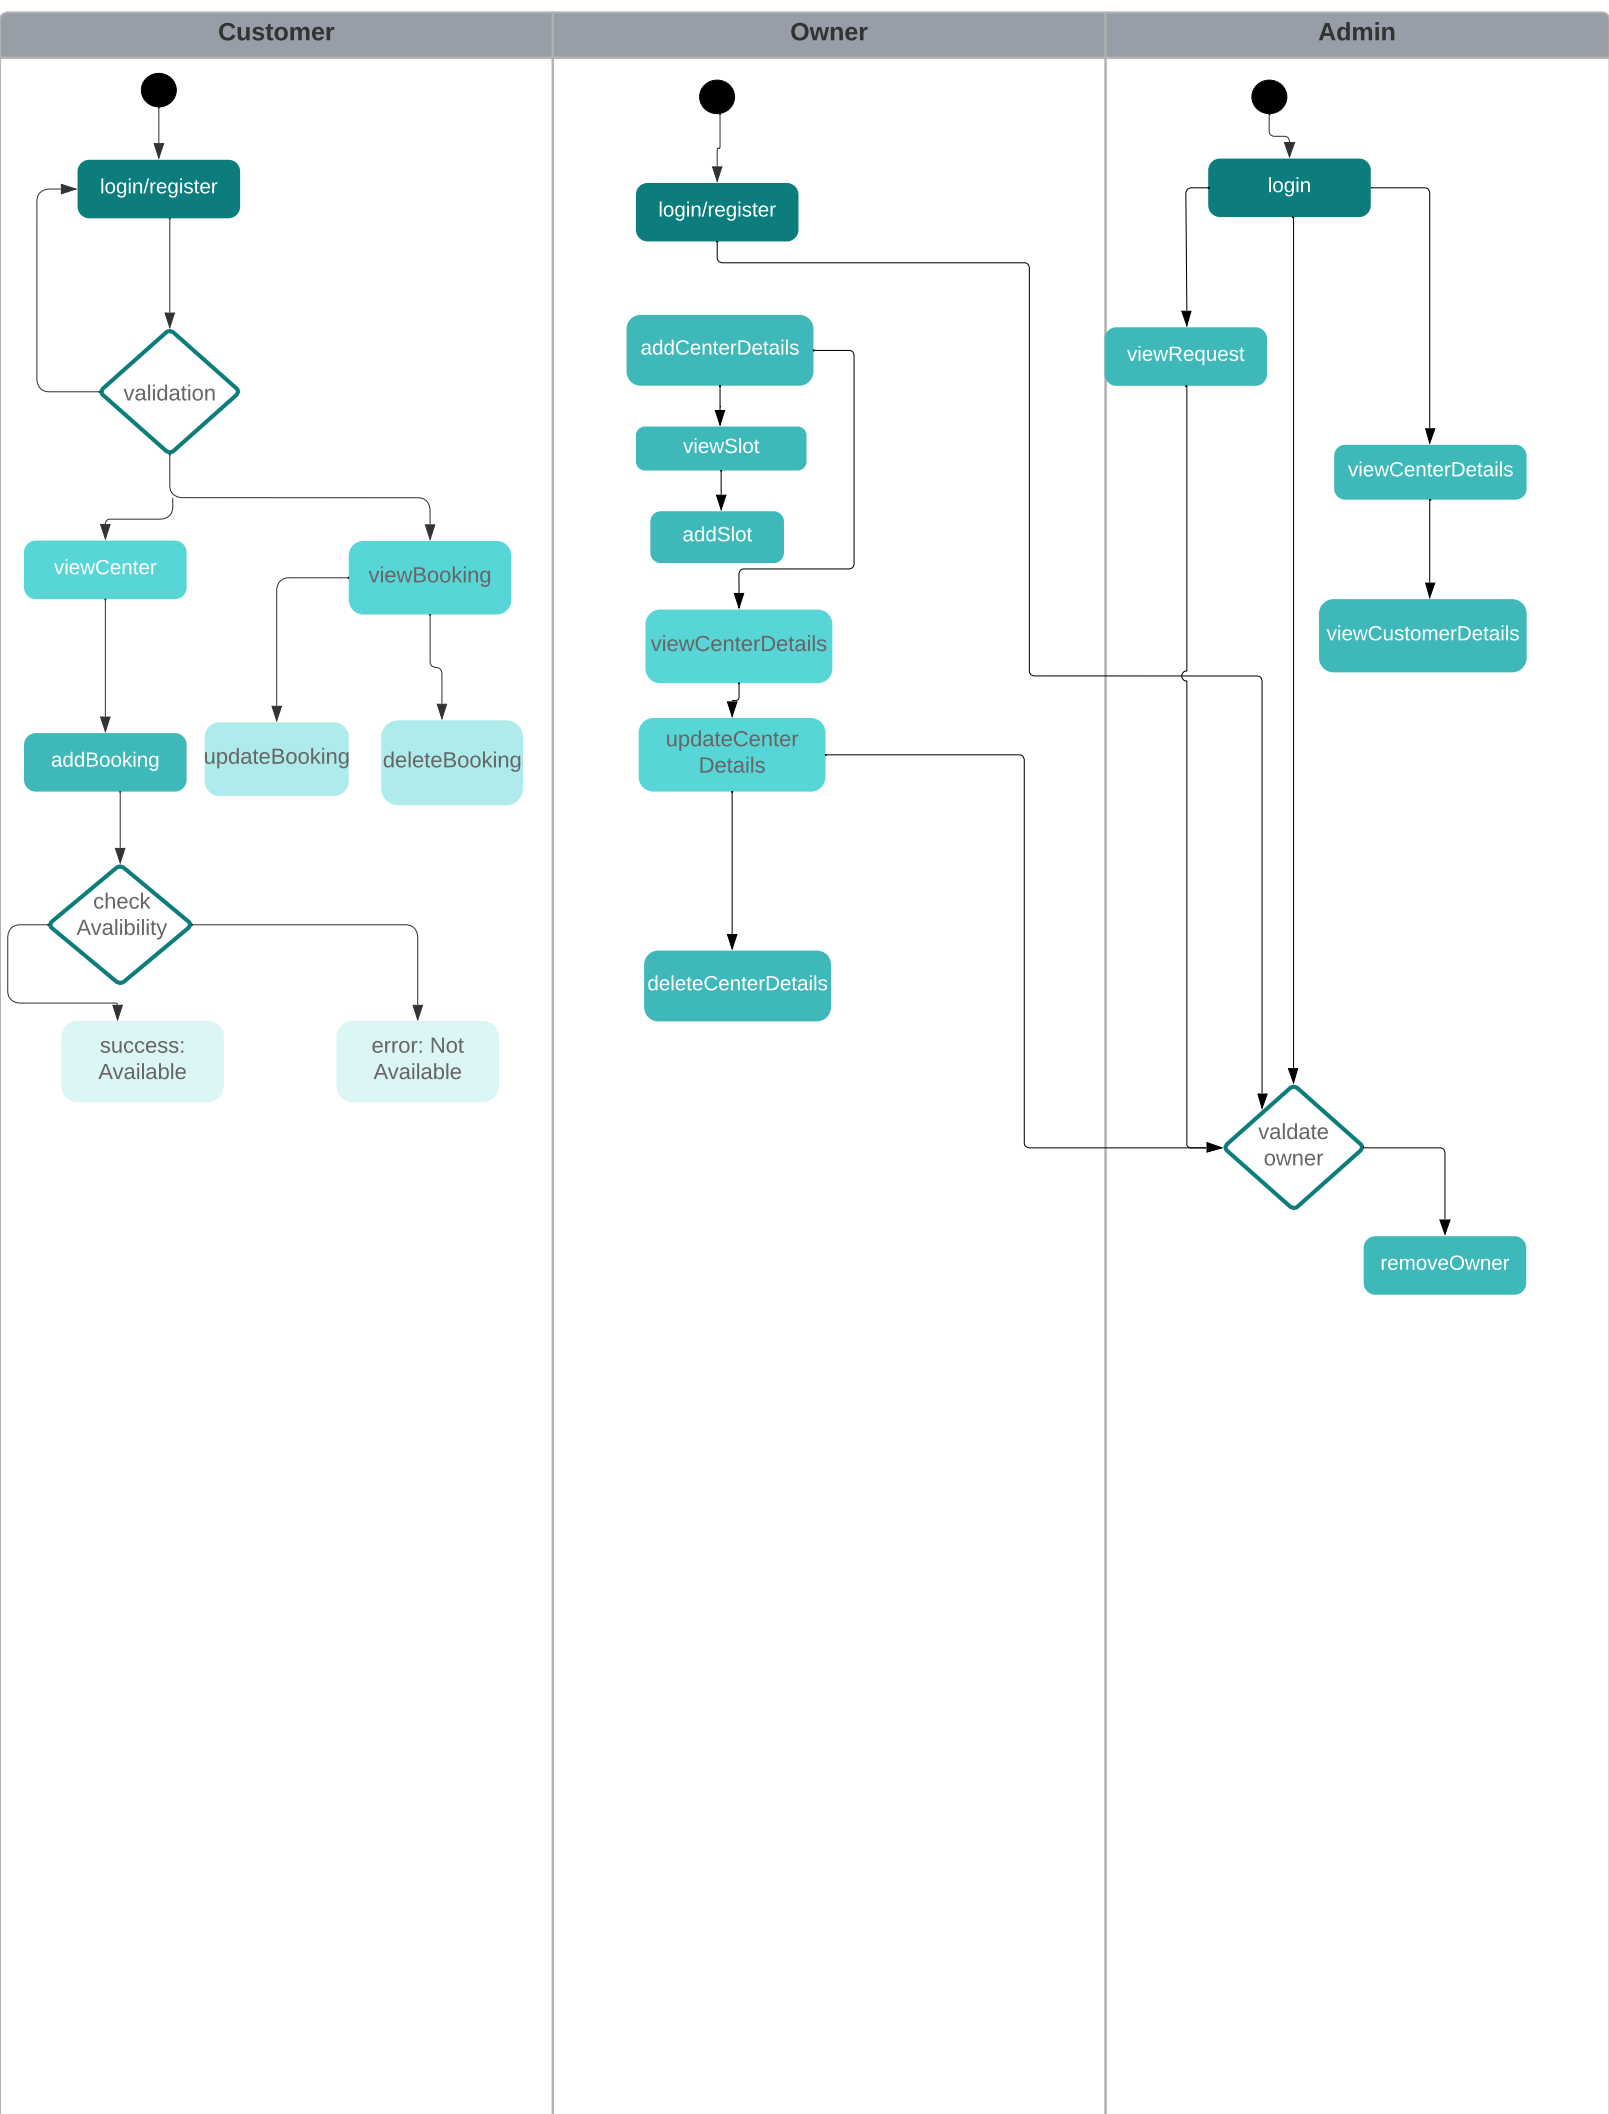 Customer
Owner
Admin
login/register
validation
viewCenter
viewBooking
addBooking
updateBooking
deleteBooking
check
Avalibility
success:
Available
error: Not
Available
login/register
addCenterDetails
viewSlot
addSlot
viewCenterDetails
updateCenter
Details
deleteCenterDetails
login
viewRequest
viewCenterDetails
viewCustomerDetails
valdate
owner
removeOwner